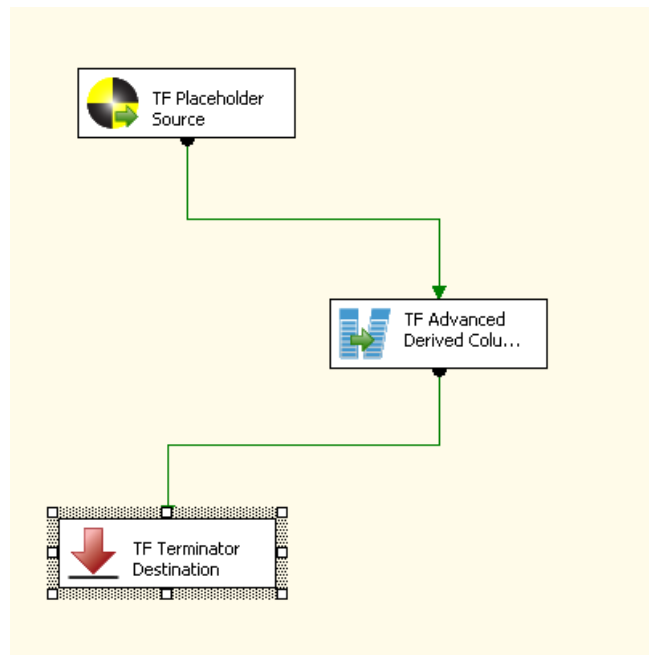 TF Placeholder
Source
TF Advanced
Derived Colu...
TF Terminator
Destination